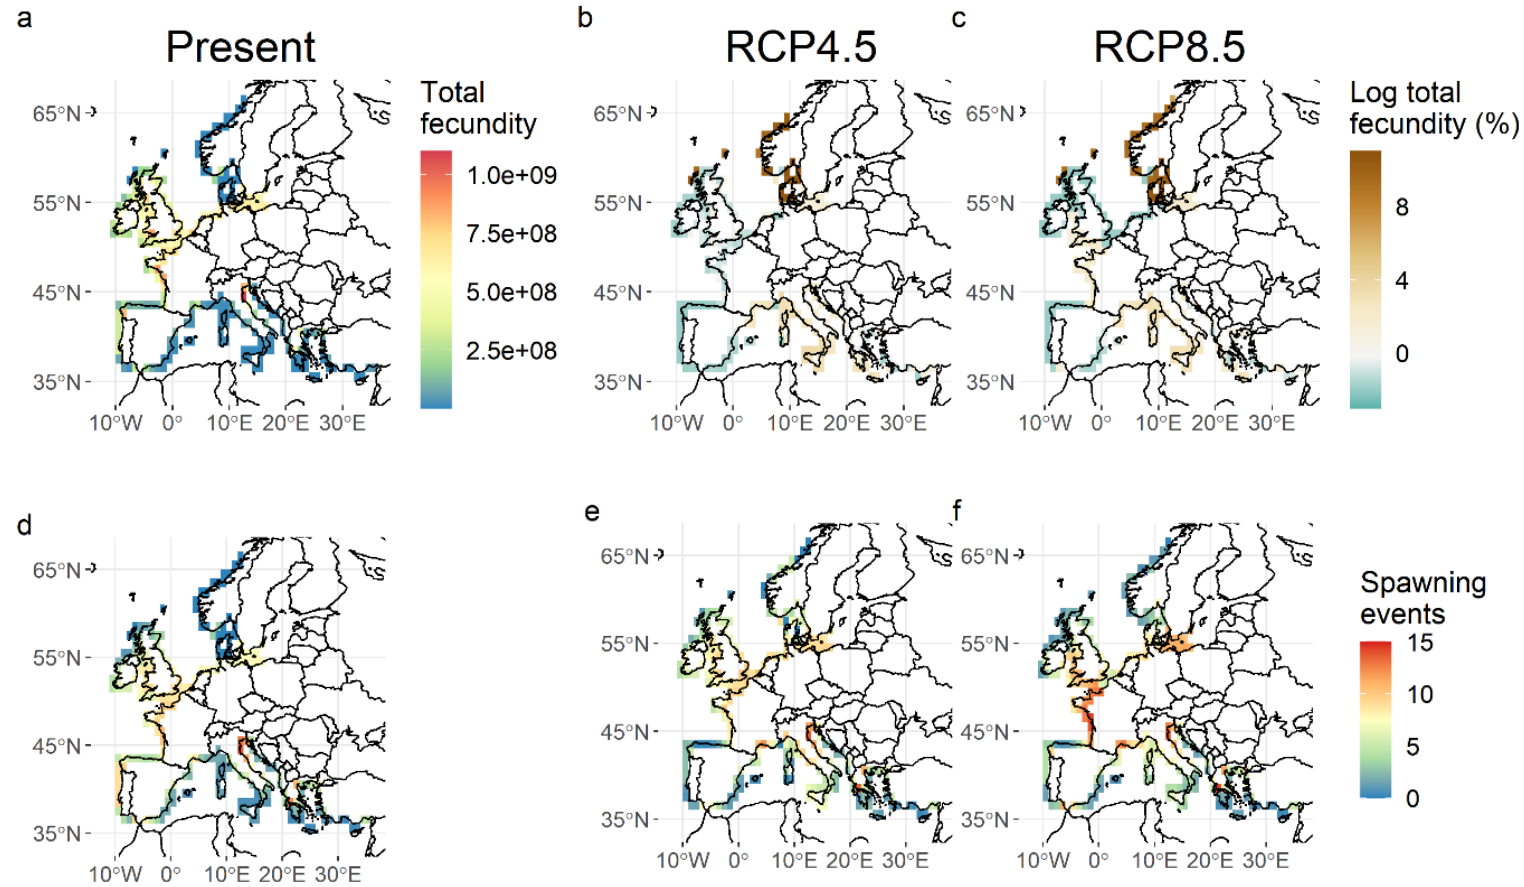 a
b
c
Present
RCP4.5
RCP8.5
65°N
55°N
45°N
35°N
10°W 0° 10°E 20°E 30°E
Total
fecundity
1.0e+09
7.5e+08
5.0e+08
2.5e+08
65°N
55°N
45°N
35°N
10°W 0° 10°E 20°E 30°E
65°N
55°N
45°N
35°N
10°W 0° 10°E 20°E 30°E
Log total
fecundity (%)
8
4
0
d
e
f
65°N
55°N
45°N
35°N
10°W 0° 10°E 20°E 30°E
65°N
55°N
45°N
35°N
10°W 0° 10°E 20°E 30°E
65°N
55°N
45°N
35°N
10°W 0° 10°E 20°E 30°E
Spawning
events
15
10
5
0